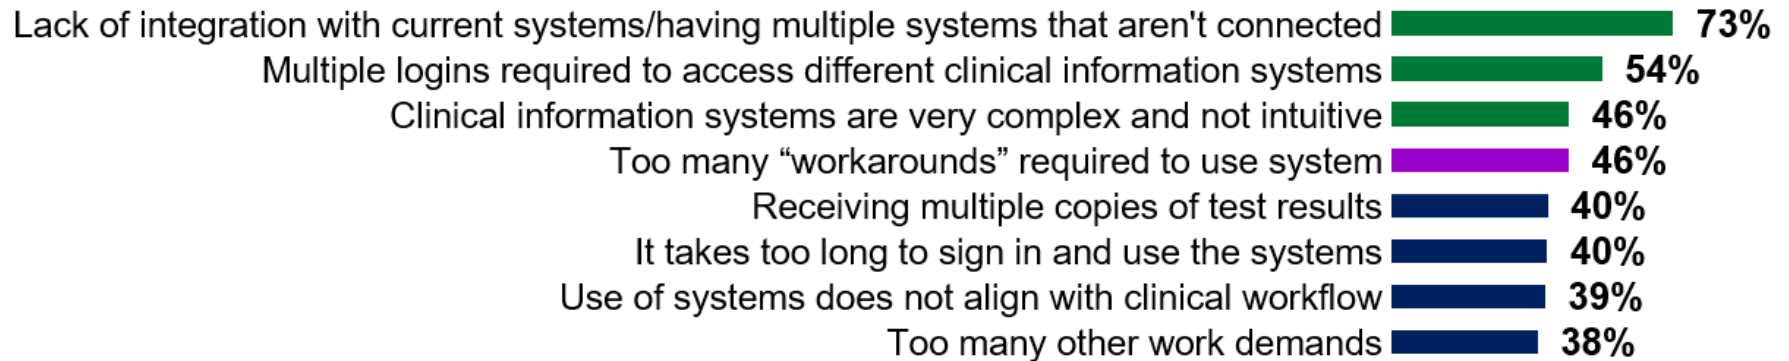 Lack of integration with current systems/having multiple systems that aren't connected 73%
Multiple logins required to access different clinical information systems 54%
Clinical information systems are very complex and not intuitive 46%
Too many “workarounds” required to use system 46%
Receiving multiple copies of test results 40%
It takes too long to sign in and use the systems 40%
Use of systems does not align with clinical workflow 39%
Too many other work demands 38%